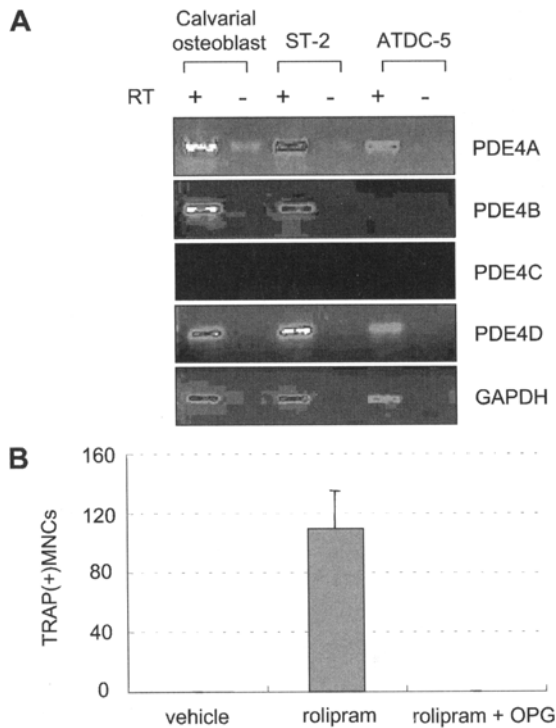 A
Calvarial
osteoblast ST-2 ATDC-5
RT + - + - + -
PDE4A
PDE4B
PDE4C
PDE4D
GAPDH
B
160
120
80
40
0
TRAP(+)MNCs
vehicle rolipram rolipram + OPG